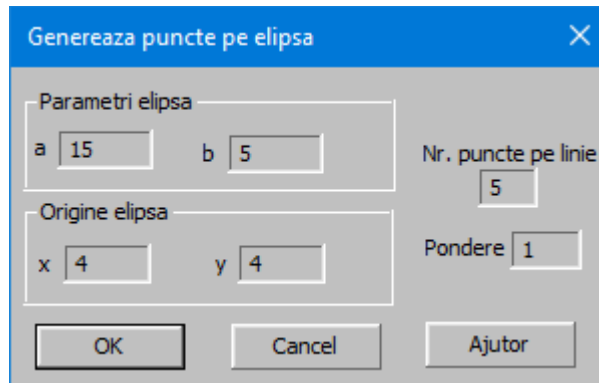 Genereaza puncte pe elipsa
Parametri elipsa
a 15 b 5
Nr. puncte pe linie
5
Origine elipsa
x 4 y 4
Pondere 1
OK Cancel Ajutor